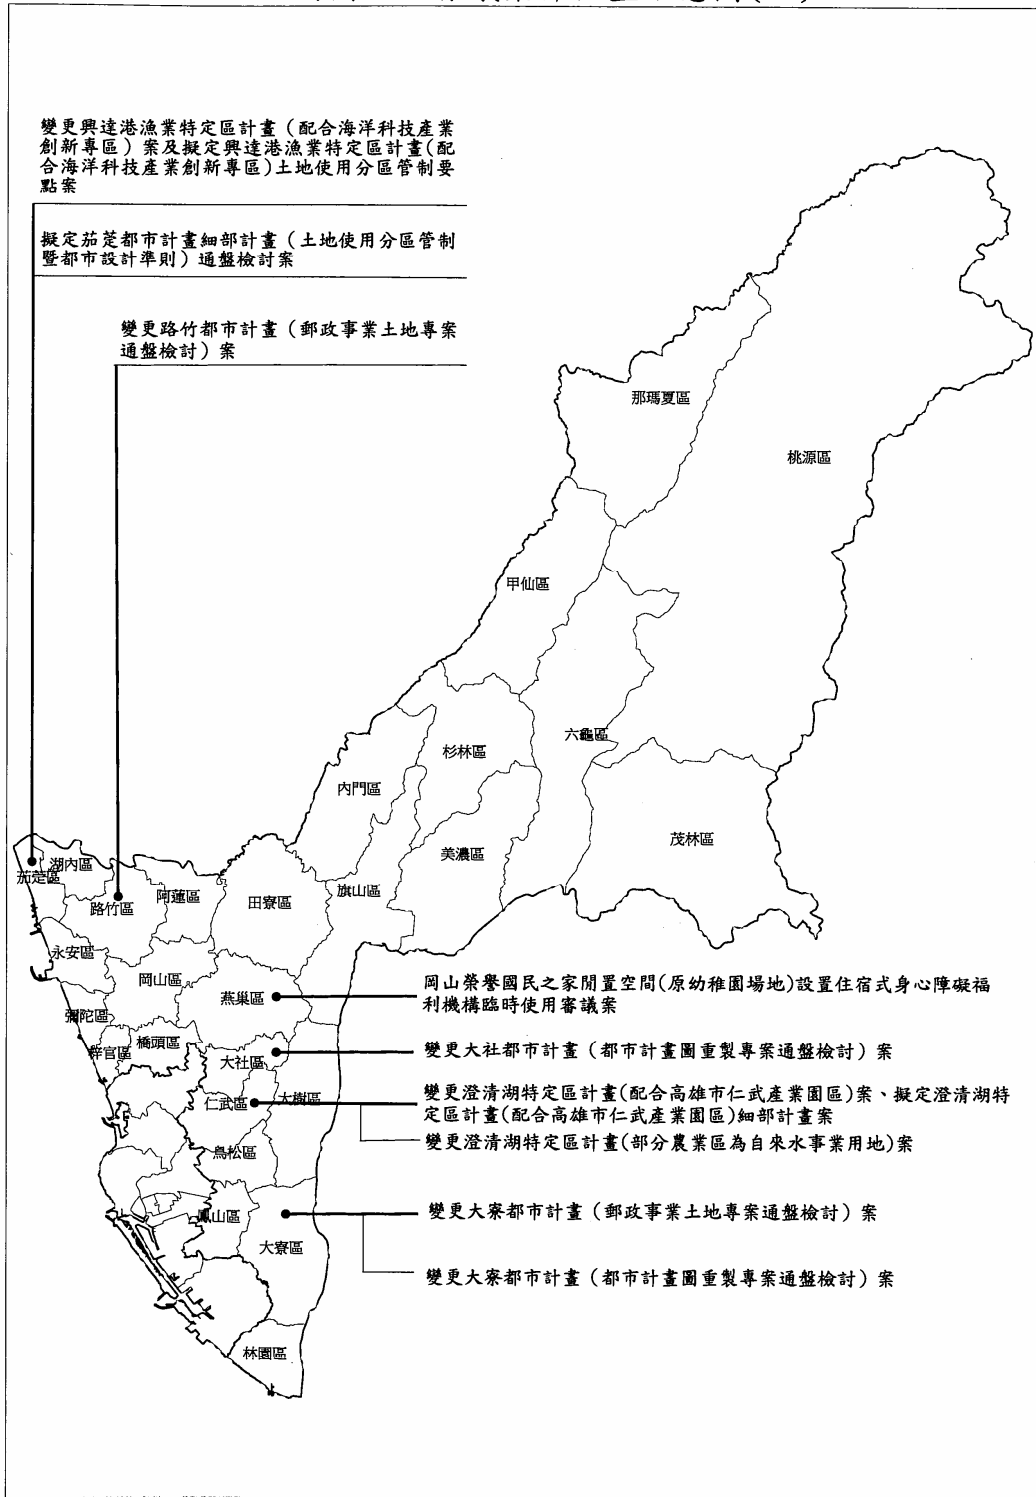 變更興達港漁業特定區計畫（配合海洋科技產業
創新專區）案及擬定興達港漁業特定區計畫(配
合海洋科技產業創新專區)土地使用分區管制要
點案
擬定茄萣都市計畫細部計畫（土地使用分區管制
暨都市設計準則）通盤檢討案
變更路竹都市計畫（郵政事業土地專案
通盤檢討）案
那瑪夏區
桃源區
甲仙區
六龜區
杉林區
內門區
茂林區
美濃區
湖內區
茄萣區
阿蓮區
旗山區
田寮區
路竹區
永安區
岡山區
燕巢區
岡山榮譽國民之家閒置空間(原幼稚園場地)設置住宿式身心障礙福
利機構臨時使用審議案
彌陀區
橋頭區
梓官區
大社區
變更大社都市計畫（都市計畫圖重製專案通盤檢討）案
仁武區
大樹區
變更澄清湖特定區計畫(配合高雄市仁武產業園區)案、擬定澄清湖特
定區計畫(配合高雄市仁武產業園區)細部計畫案
變更澄清湖特定區計畫(部分農業區為自來水事業用地)案
鳥松區
鳳山區
變更大寮都市計畫（郵政事業土地專案通盤檢討）案
大寮區
變更大寮都市計畫（都市計畫圖重製專案通盤檢討）案
林園區